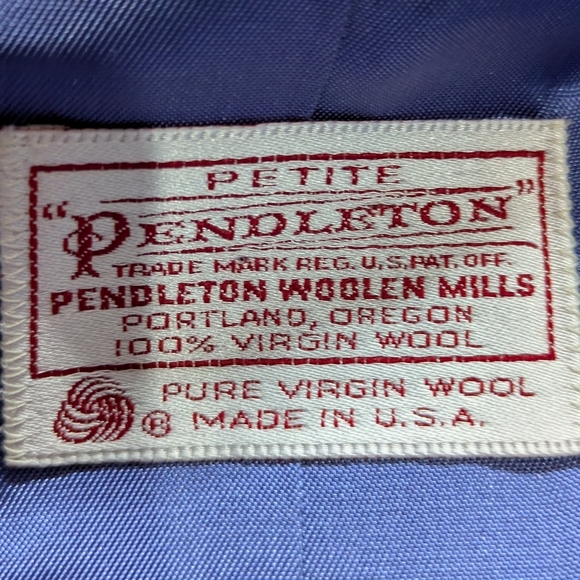 PETITE
"PENDLETON"
TRADE MARK REG. U.S. PAT. OFF.
PENDLETON WOOLEN MILLS
PORTLAND, OREGON
100% VIRGIN WOOL
PURE VIRGIN WOOL
® MADE IN U.S.A.